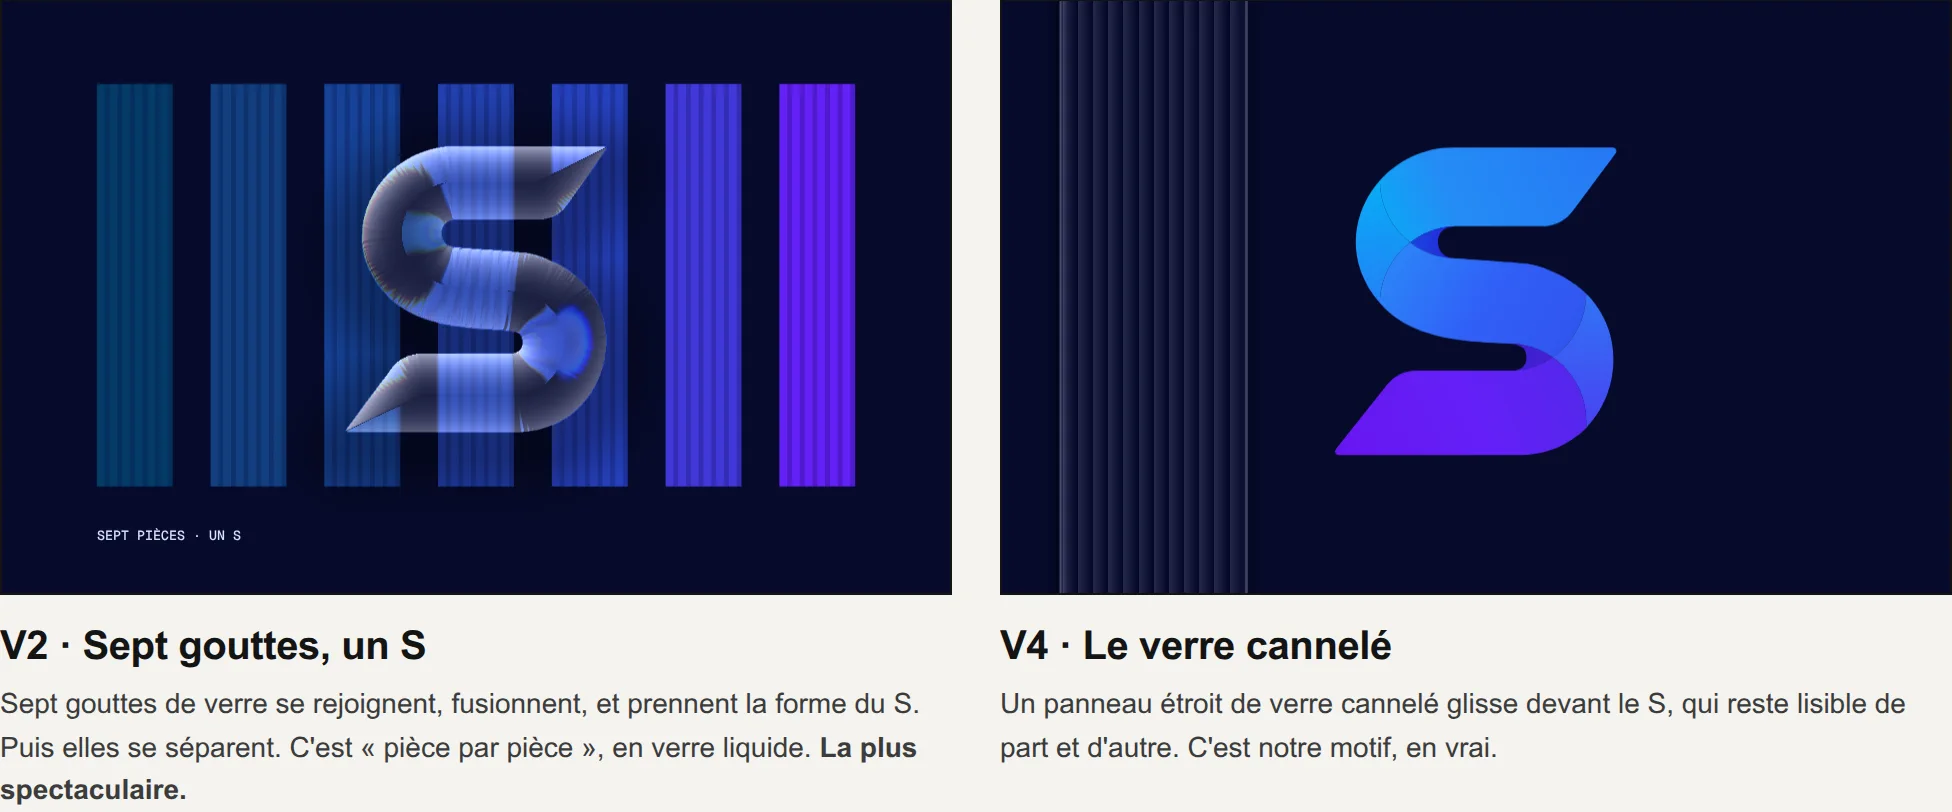 SEPT PIÈCES · UN S
V2 · Sept gouttes, un S
Sept gouttes de verre se rejoignent, fusionnent, et prennent la forme du S.
Puis elles se séparent. C'est « pièce par pièce », en verre liquide. La plus
spectaculaire.
V4 · Le verre cannelé
Un panneau étroit de verre cannelé glisse devant le S, qui reste lisible de
part et d'autre. C'est notre motif, en vrai.